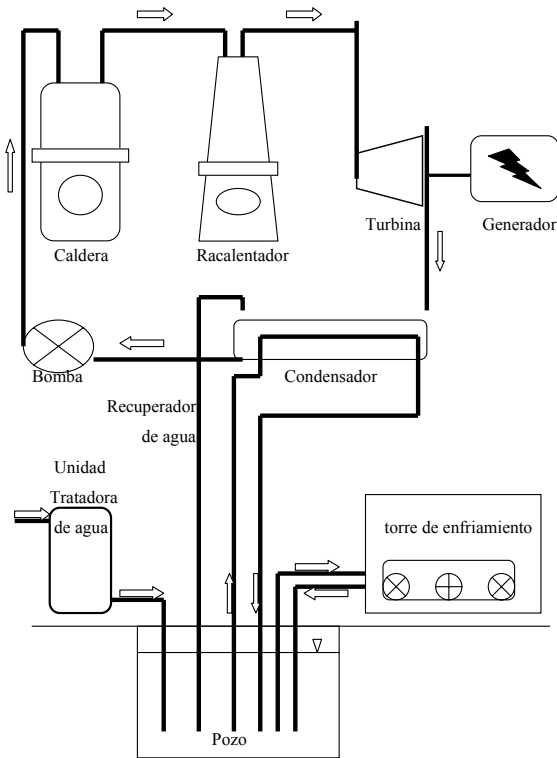 Caldera
Racalentador
Turbina
Generador
Bomba
Condensador
Recuperador
de agua
Unidad
Tratadora
de agua
torre de enfriamiento
Pozo